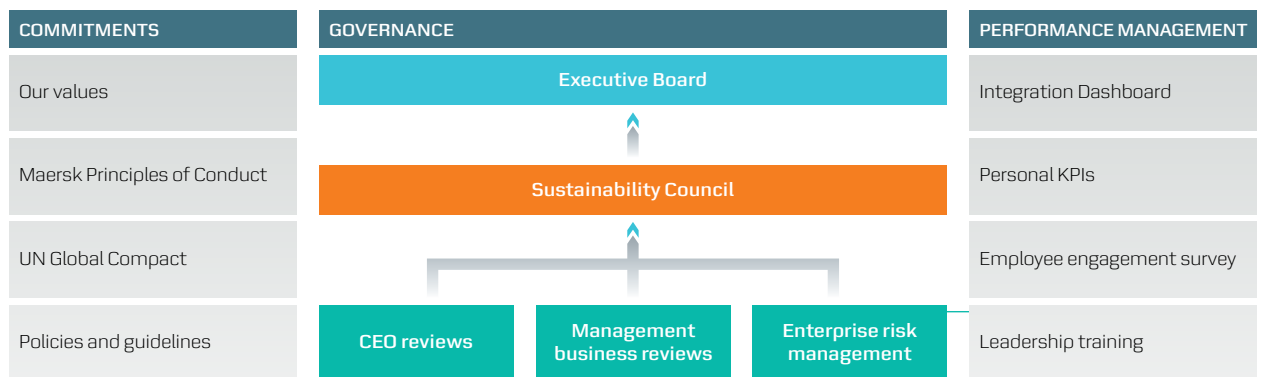 COMMITMENTS
Our values
Maersk Principles of Conduct
UN Global Compact
Policies and guidelines
GOVERNANCE
Executive Board
Sustainability Council
CEO reviews
Management
business reviews
Enterprise risk
management
PERFORMANCE MANAGEMENT
Integration Dashboard
Personal KPIs
Employee engagement survey
Leadership training